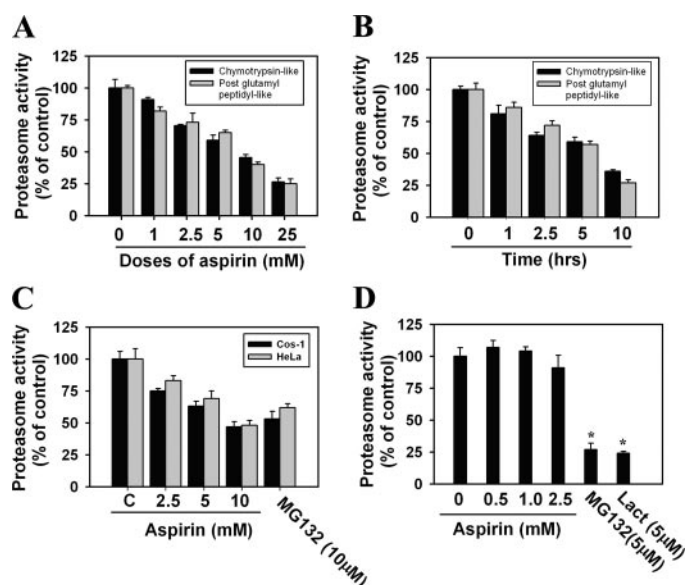 A
Proteasome activity
(% of control)
125
100
75
50
25
0
Chymotrypsin-like
Post glutamyl
peptidyl-like
0 1 2.5 5 10 25
Doses of aspirin (mM)
B
Proteasome activity
(% of control)
125
100
75
50
25
0
Chymotrypsin-like
Post glutamyl
peptidyl-like
0 1 2.5 5 10
Time (hrs)
C
Proteasome activity
(% of control)
125
100
75
50
25
0
Cos-1
HeLa
C 2.5 5 10
Aspirin (mM)
MG132 (10μM)
D
Proteasome activity
(% of control)
125
100
75
50
25
0
* *
0 0.5 1.0 2.5
Aspirin (mM)
MG132(5μM)
Lact (5μM)